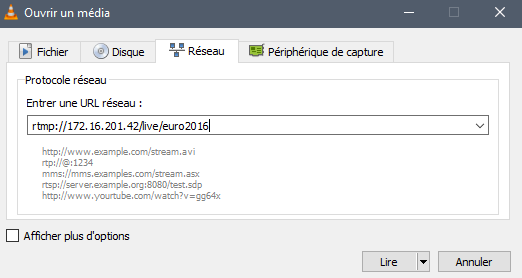 Ouvrir un média
Fichier
Disque
Réseau
Périphérique de capture
Protocole réseau
Entrer une URL réseau :
rtmp://172.16.201.42/live/euro2016
http://www.example.com/stream.avi
rtp://@:1234
mms://mms.examples.com/stream.asx
rtsp://server.example.org:8080/test.sdp
http://www.yourtube.com/watch?v=gg64x
Afficher plus d'options
Lire
Annuler